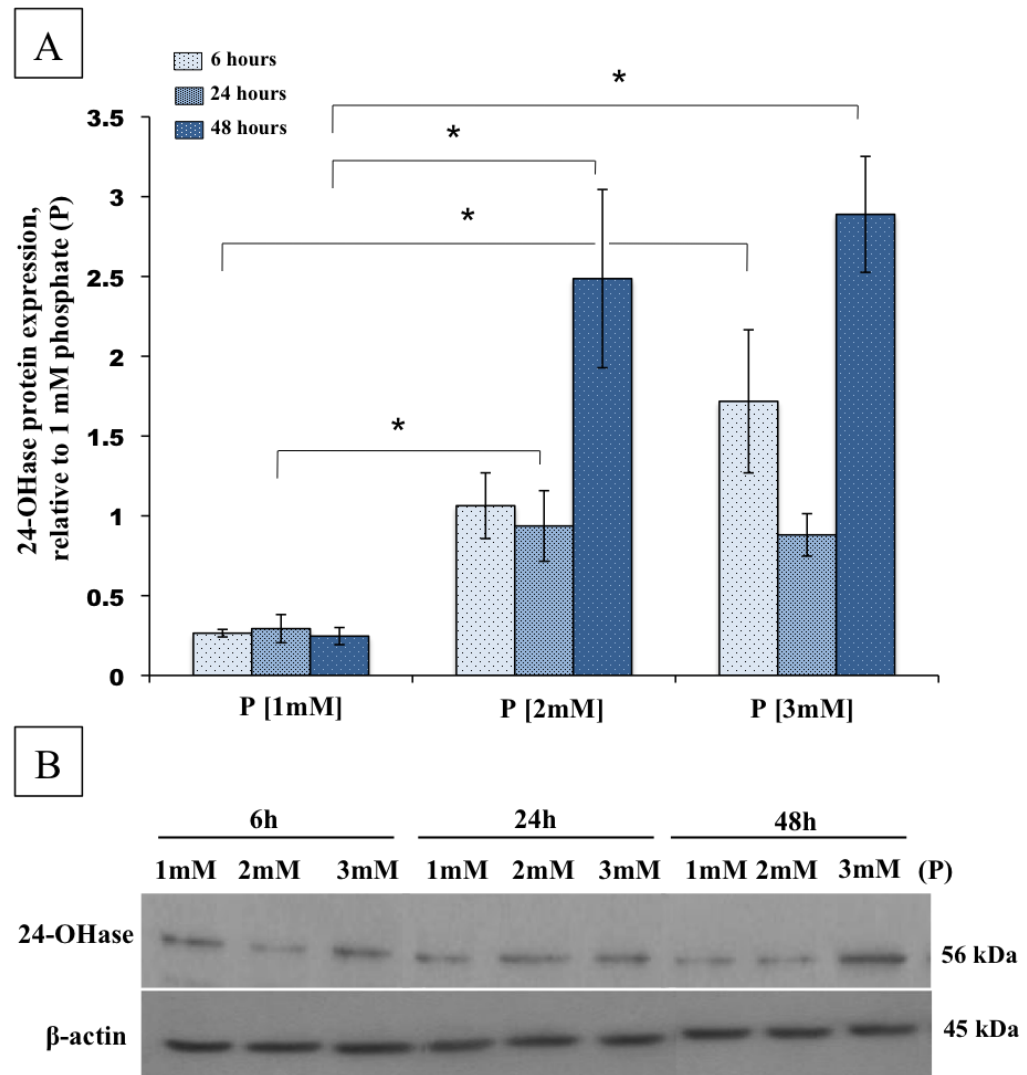 A
6 hours
24 hours
48 hours
*
*
*
*
24-OHase protein expression,
relative to 1 mM phosphate (P)
3.5
3
2.5
2
1.5
1
0.5
0
P [1mM] P [2mM] P [3mM]
B
6h 24h 48h
1mM 2mM 3mM 1mM 2mM 3mM 1mM 2mM 3mM (P)
24-OHase 56 kDa
β-actin 45 kDa